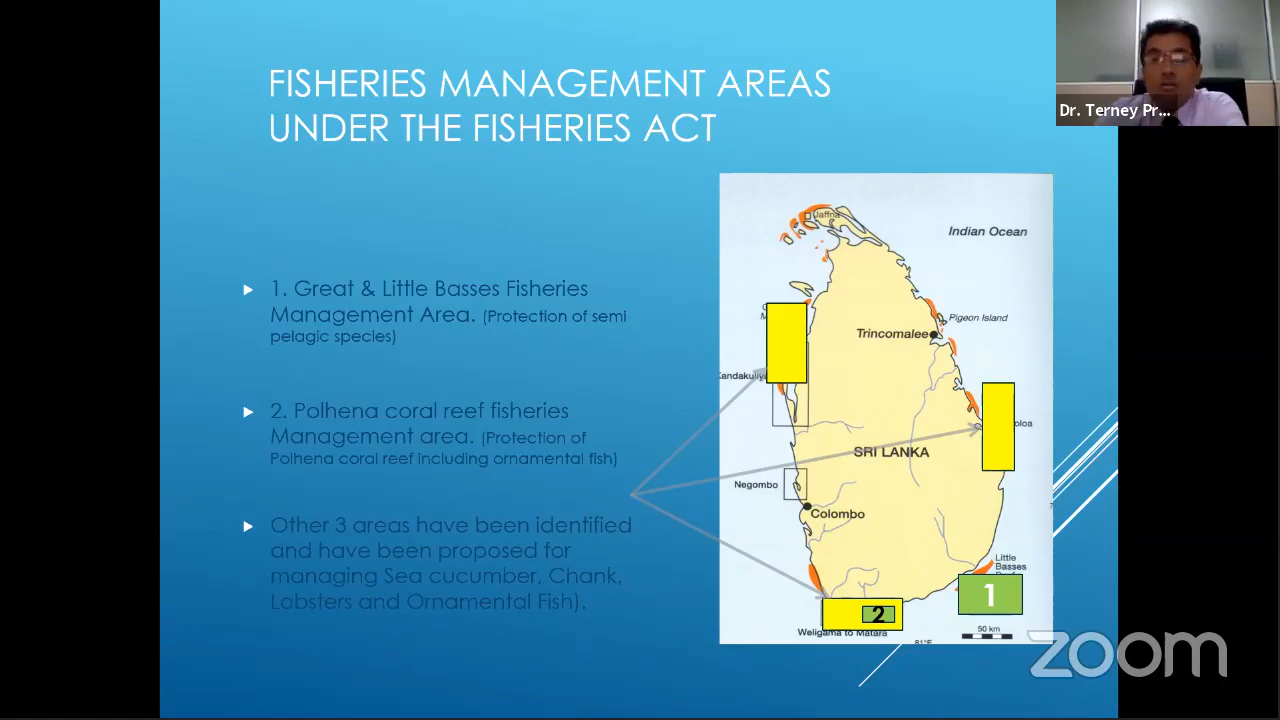 FISHERIES MANAGEMENT AREAS
UNDER THE FISHERIES ACT
Dr. Terney Pr...
1. Great & Little Basses Fisheries
Management Area. (Protection of semi
pelagic species)
2. Polhena coral reef fisheries
Management area. (Protection of
Polhena coral reef including ornamental fish)
Other 3 areas have been identified
and have been proposed for
managing Sea cucumber, Chank,
Lobsters and Ornamental Fish).
Jaffna
Indian Ocean
Pigeon Island
Trincomalee
SRI LANKA
Negombo
Colombo
Little
Basses
1
2
50 km
Weligama to Matara
81°E
zoom